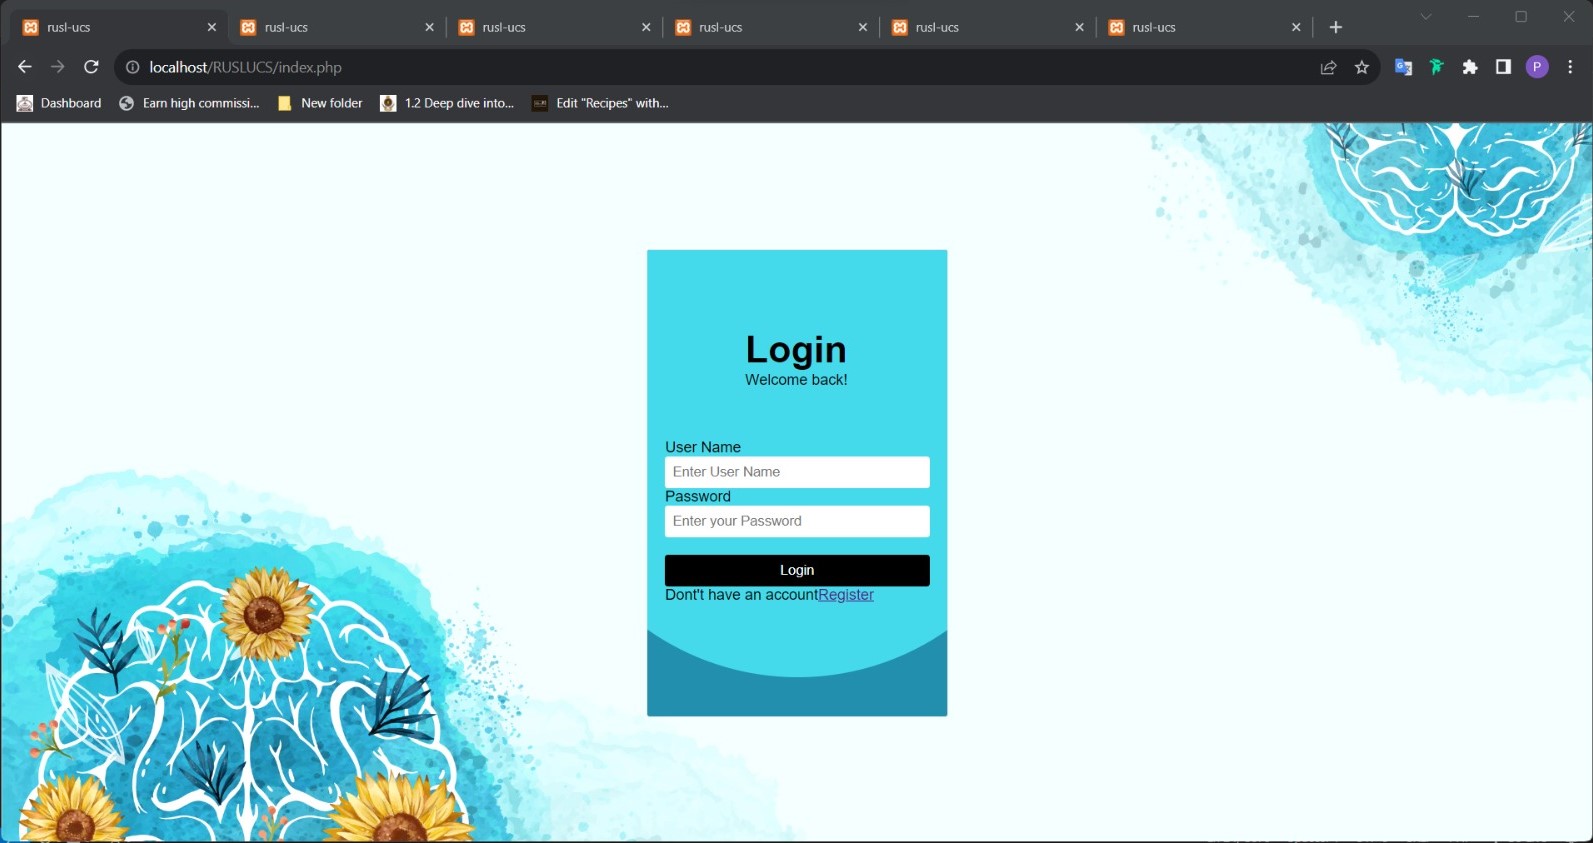 rusl-ucs rusl-ucs rusl-ucs rusl-ucs rusl-ucs rusl-ucs
localhost/RUSLUCS/index.php P
Dashboard Earn high commissi... New folder 1.2 Deep dive into... Edit "Recipes" with...
Login
Welcome back!
User Name
Enter User Name
Password
Enter your Password
Login
Dont't have an accountRegister